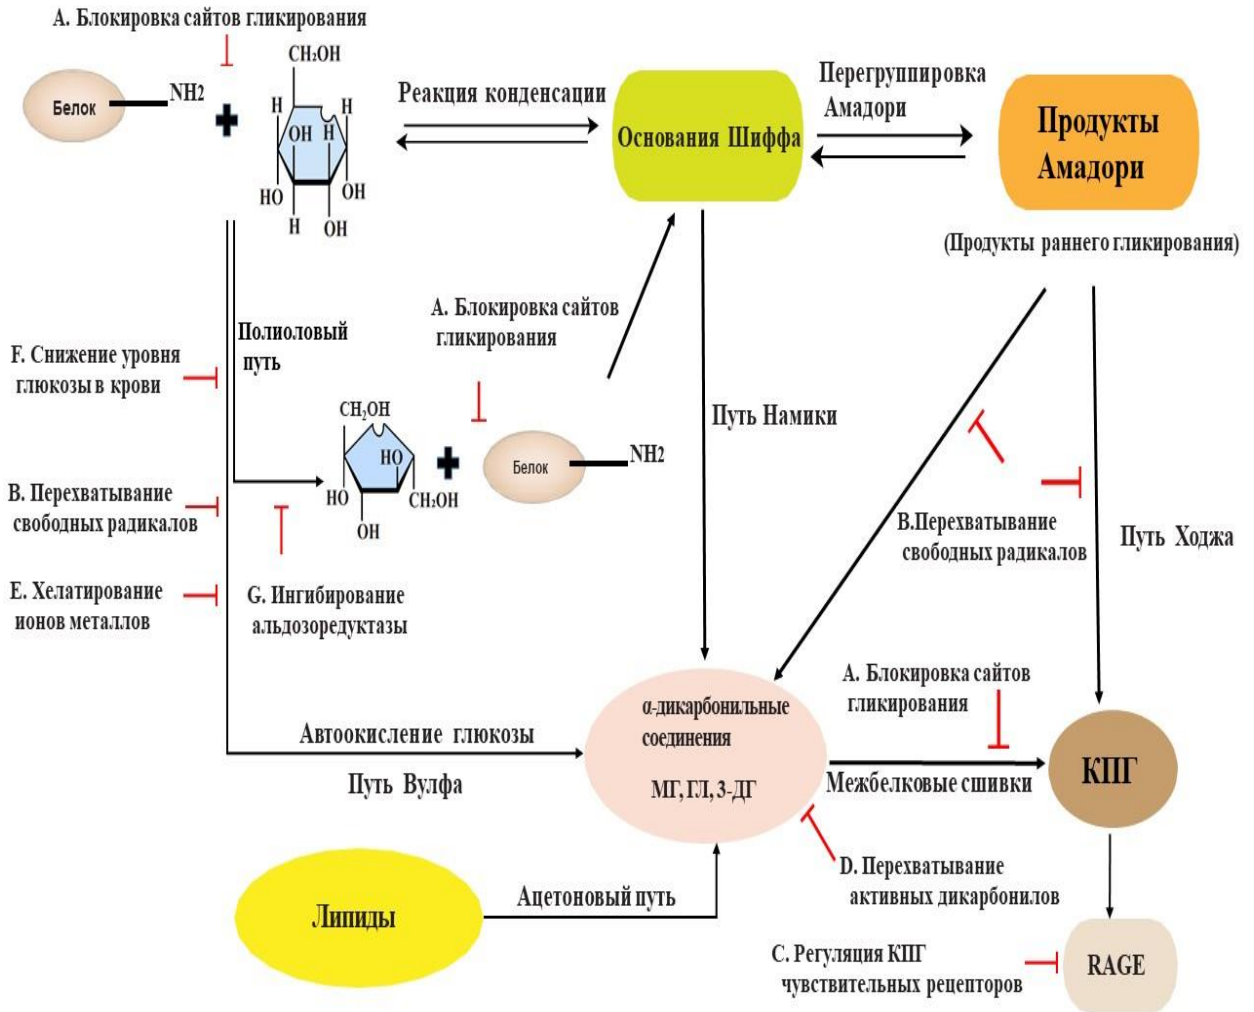 A. Блокировка сайтов гликирования
Белок
NH2
CH₂OH
H
H
OH
H
HO
OH
H
OH
Реакция конденсации
Основания Шиффа
Перегруппировка
Амадори
Продукты
Амадори
(Продукты раннего гликирования)
Полиоловый
путь
A. Блокировка сайтов
гликирования
F. Снижение уровня
глюкозы в крови
CH₂OH
HO
HO
CH₂OH
OH
Белок
NH2
Путь Намики
B. Перехватывание
свободных радикалов
B.Перехватывание
свободных радикалов
Путь Ходжа
E. Хелатирование
ионов металлов
G. Ингибирование
альдозоредуктазы
A. Блокировка сайтов
гликирования
α-дикарбонильные
соединения
МГ, ГЛ, 3-ДГ
Автоокисление глюкозы
Путь Вулфа
Межбелковые сшивки
КПГ
D. Перехватывание
активных дикарбонилов
Липиды
Ацетоновый путь
C. Регуляция КПГ
чувствительных рецепторов
RAGE